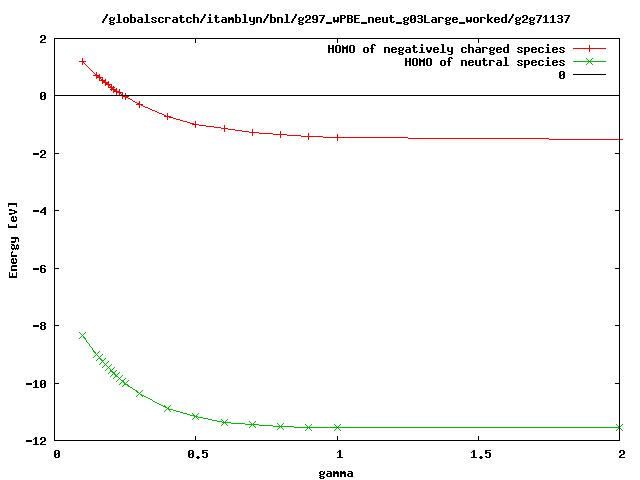 /globalscratch/itamblyn/bnl/g297_wPBE_neut_g03Large_worked/g2g71137
HOMO of negatively charged species
HOMO of neutral species
0
2
0
-2
-4
-6
-8
-10
-12
Energy [eV]
0 0.5 1 1.5 2
gamma